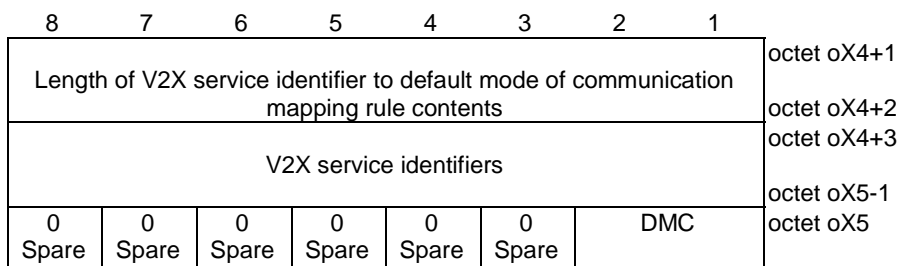 8 7 6 5 4 3 2 1
octet oX4+1
Length of V2X service identifier to default mode of communication
mapping rule contents octet oX4+2
octet oX4+3
V2X service identifiers
octet oX5-1
0 0 0 0 0 0 DMC octet oX5
Spare Spare Spare Spare Spare Spare